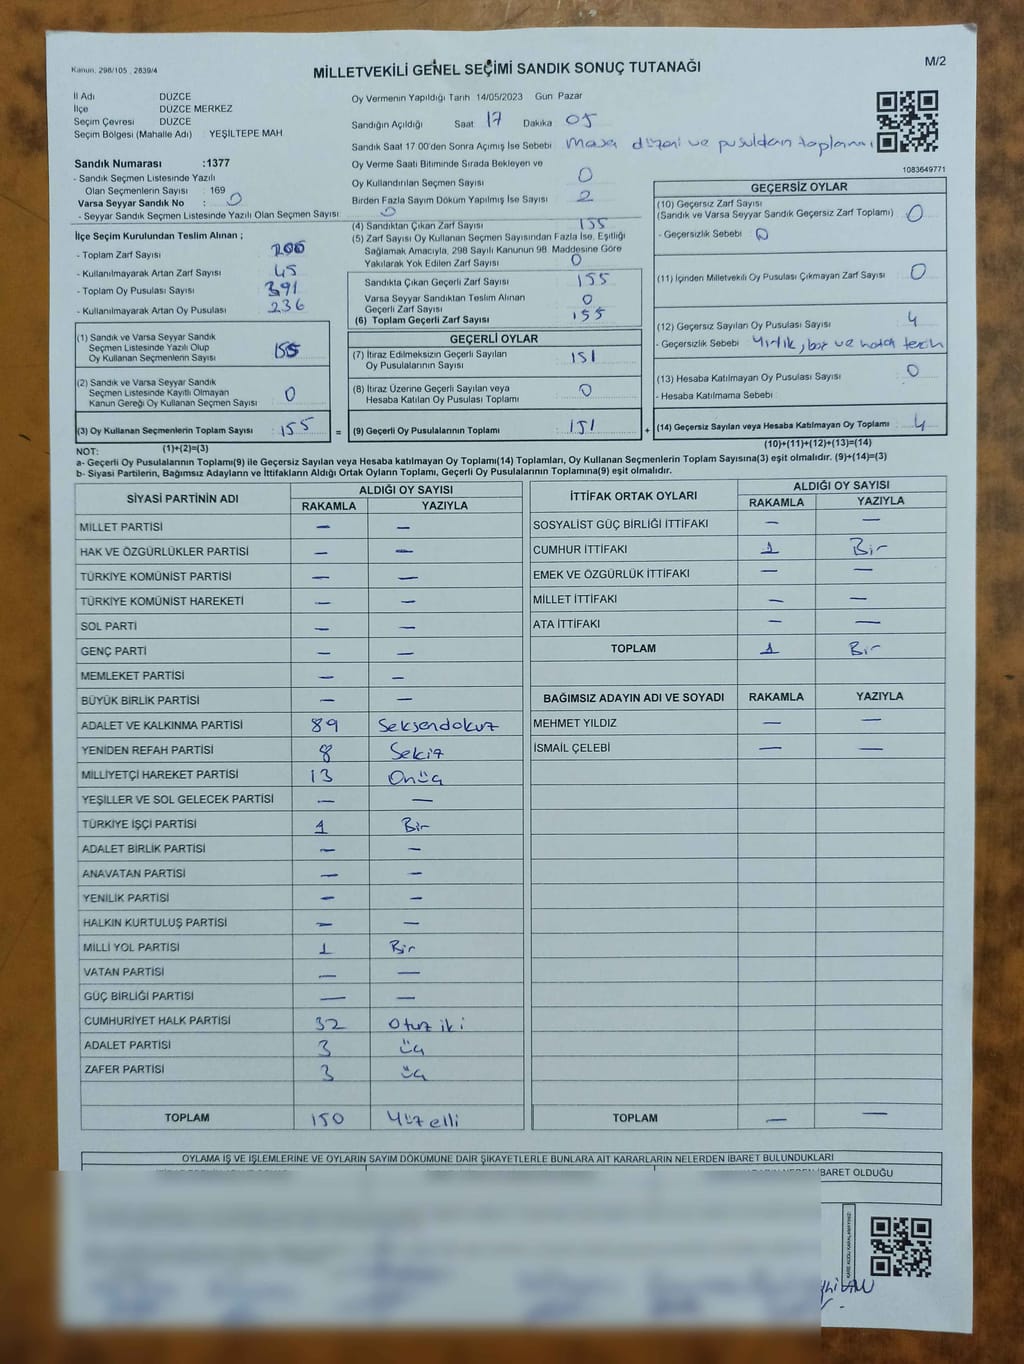 Kanun, 298/105 , 2839/4
MİLLETVEKİLİ GENEL SEÇİMİ SANDIK SONUÇ TUTANAĞI
M/2
İl Adı DÜZCE
İlçe DÜZCE MERKEZ
Seçim Çevresi DÜZCE
Seçim Bölgesi (Mahalle Adı) : YEŞİLTEPE MAH
Sandık Numarası :1377
- Sandık Seçmen Listesinde Yazılı
Olan Seçmenlerin Sayısı : 169
Varsa Seyyar Sandık No : 0
- Seyyar Sandık Seçmen Listesinde Yazılı Olan Seçmen Sayısı : 0
Oy Vermenin Yapıldığı Tarih 14/05/2023 Gün Pazar
Sandığın Açıldığı Saat 17 Dakika 05
Sandık Saat 17 00'den Sonra Açımış İse Sebebi Masa düzeni ve pusuldan
Oy Verme Saati Bitiminde Sırada Bekleyen ve
Oy Kullandırılan Seçmen Sayısı 0
Birden Fazla Sayım Döküm Yapılmış İse Sayısı 2
1083649771
İlçe Seçim Kurulundan Teslim Alınan ;
- Toplam Zarf Sayısı 200
- Kullanılmayarak Artan Zarf Sayısı 45
- Toplam Oy Pusulası Sayısı 391
- Kullanılmayarak Artan Oy Pusulası 236
(1) Sandık ve Varsa Seyyar Sandık
Seçmen Listesinde Yazılı Olup
Oy Kullanan Seçmenlerin Sayısı 155
(2) Sandık ve Varsa Seyyar Sandık
Seçmen Listesinde Kayıtlı Olmayan
Kanun Gereği Oy Kullanan Seçmen Sayısı 0
(3) Oy Kullanan Seçmenlerin Toplam Sayısı 155 =
(4) Sandıktan Çıkan Zarf Sayısı 155
(5) Zarf Sayısı Oy Kullanan Seçmen Sayısından Fazla İse, Eşitliği
Sağlamak Amacıyla, 298 Sayılı Kanunun 98. Maddesine Göre
Yakılarak Yok Edilen Zarf Sayısı 0
Sandıkta Çıkan Geçerli Zarf Sayısı 155
Varsa Seyyar Sandıktan Teslim Alınan
Geçerli Zarf Sayısı 0
(6) Toplam Geçerli Zarf Sayısı 155
GEÇERLİ OYLAR
(7) İtiraz Edilmeksizin Geçerli Sayılan
Oy Pusulalarının Sayısı 151
(8) İtiraz Üzerine Geçerli Sayılan veya
Hesaba Katılan Oy Pusulası Toplamı 0
(9) Geçerli Oy Pusulalarının Toplamı 151 +
GEÇERSİZ OYLAR
(10) Geçersiz Zarf Sayısı
(Sandık ve Varsa Seyyar Sandık Geçersiz Zarf Toplamı) 0
- Geçersizlik Sebebi 0
(11) İçinden Milletvekili Oy Pusulası Çıkmayan Zarf Sayısı 0
(12) Geçersiz Sayılan Oy Pusulası Sayısı 4
- Geçersizlik Sebebi Yırtık, boş ve
(13) Hesaba Katılmayan Oy Pusulası Sayısı 0
- Hesaba Katılmama Sebebi
(14) Geçersiz Sayılan veya Hesaba Katılmayan Oy Toplamı 4
NOT: (1)+(2)=(3) (10)+(11)+(12)+(13)=(14)
a- Geçerli Oy Pusulalarının Toplamı(9) ile Geçersiz Sayılan veya Hesaba katılmayan Oy Toplamı(14) Toplamları, Oy Kullanan Seçmenlerin Toplam Sayısına(3) eşit olmalıdır. (9)+(14)=(3)
b- Siyasi Partilerin, Bağımsız Adayların ve İttifakların Aldığı Ortak Oyların Toplamı, Geçerli Oy Pusulalarının Toplamına(9) eşit olmalıdır.
SİYASİ PARTİNİN ADI ALDIĞI OY SAYISI
RAKAMLA YAZIYLA
MİLLET PARTİSİ — —
HAK VE ÖZGÜRLÜKLER PARTİSİ — —
TÜRKİYE KOMÜNİST PARTİSİ — —
TÜRKİYE KOMÜNİST HAREKETİ — —
SOL PARTİ — —
GENÇ PARTİ — —
MEMLEKET PARTİSİ — —
BÜYÜK BİRLİK PARTİSİ — —
ADALET VE KALKINMA PARTİSİ 89 Seksendokuz
YENİDEN REFAH PARTİSİ 8 Sekiz
MİLLİYETÇİ HAREKET PARTİSİ 13 Onüç
YEŞİLLER VE SOL GELECEK PARTİSİ — —
TÜRKİYE İŞÇİ PARTİSİ 1 Bir
ADALET BİRLİK PARTİSİ — —
ANAVATAN PARTİSİ — —
YENİLİK PARTİSİ — —
HALKIN KURTULUŞ PARTİSİ — —
MİLLİ YOL PARTİSİ 1 Bir
VATAN PARTİSİ — —
GÜÇ BİRLİĞİ PARTİSİ — —
CUMHURİYET HALK PARTİSİ 32 Otuz iki
ADALET PARTİSİ 3 üç
ZAFER PARTİSİ 3 üç
TOPLAM 150 Yüz elli
İTTİFAK ORTAK OYLARI ALDIĞI OY SAYISI
RAKAMLA YAZIYLA
SOSYALİST GÜÇ BİRLİĞİ İTTİFAKI — —
CUMHUR İTTİFAKI 1 Bir
EMEK VE ÖZGÜRLÜK İTTİFAKI — —
MİLLET İTTİFAKI — —
ATA İTTİFAKI — —
TOPLAM 1 Bir
BAĞIMSIZ ADAYIN ADI VE SOYADI RAKAMLA YAZIYLA
MEHMET YILDIZ — —
İSMAİL ÇELEBİ — —
TOPLAM — —
OYLAMA İŞ VE İŞLEMLERİNE VE OYLARIN SAYIM DÖKÜMÜNE DAİR ŞİKAYETLERLE BUNLARA AİT KARARLARIN NELERDEN İBARET BULUNDUKLARI
İBARET OLDUĞU